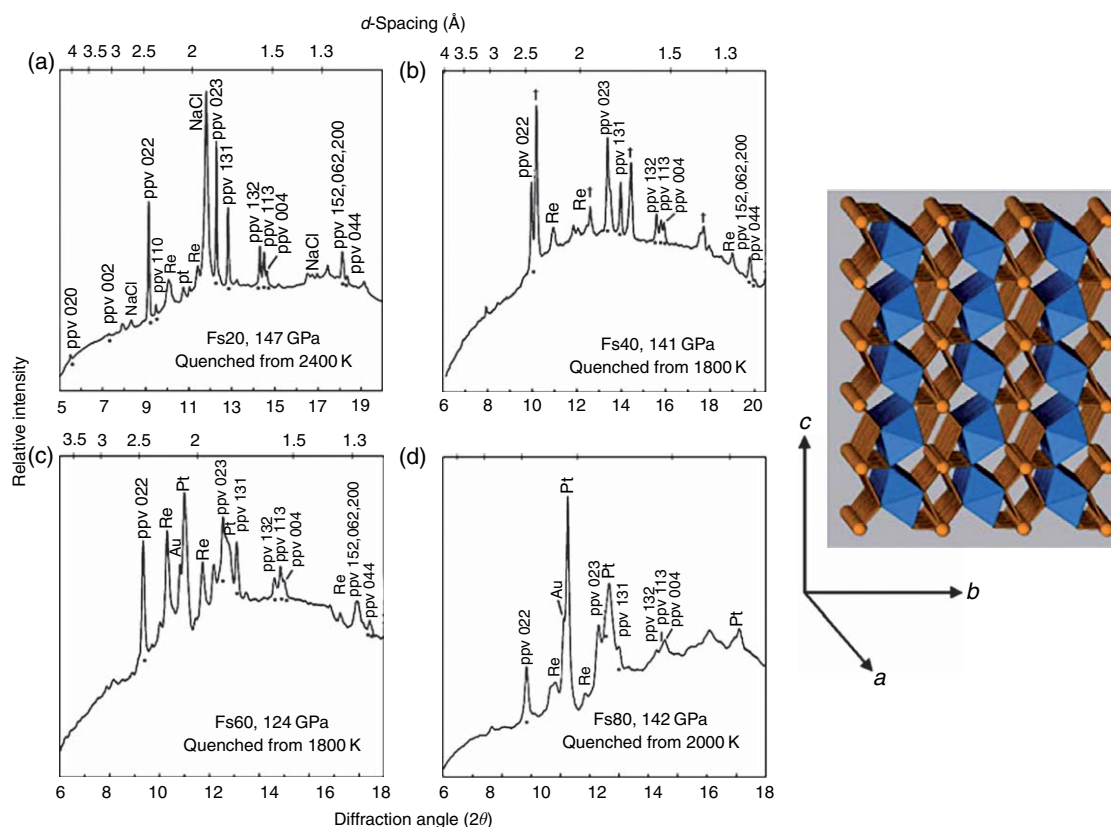 d-Spacing (Å)
(a)
4 3.5 3 2.5 2 1.5 1.3
ppv 020
ppv 002
NaCl
ppv 022
ppv 110
Re
pt
Re
NaCl
ppv 023
ppv 131
ppv 132
ppv 113
ppv 004
NaCl
ppv 152,062,200
ppv 044
Fs20, 147 GPa
Quenched from 2400 K
5 7 9 11 13 15 17 19
(b)
4 3.5 3 2.5 2 1.5 1.3
ppv 022
†
Re
Re
†
ppv 023
ppv 131
†
ppv 132
ppv 113
ppv 004
†
Re
ppv 152,062,200
ppv 044
Fs40, 141 GPa
Quenched from 1800 K
6 8 10 12 14 16 18 20
Relative intensity
(c)
3.5 3 2.5 2 1.5 1.3
ppv 022
Re
Au
Pt
Re
ppv 023
Pt
ppv 131
ppv 132
ppv 113
ppv 004
Re
ppv 152,062,200
ppv 044
Fs60, 124 GPa
Quenched from 1800 K
6 8 10 12 14 16 18
(d)
ppv 022
Re
Au
Pt
Re
ppv 023
Pt
ppv 131
ppv 132
ppv 113
ppv 004
Pt
Fs80, 142 GPa
Quenched from 2000 K
6 8 10 12 14 16 18
Diffraction angle (2θ)
c
b
a